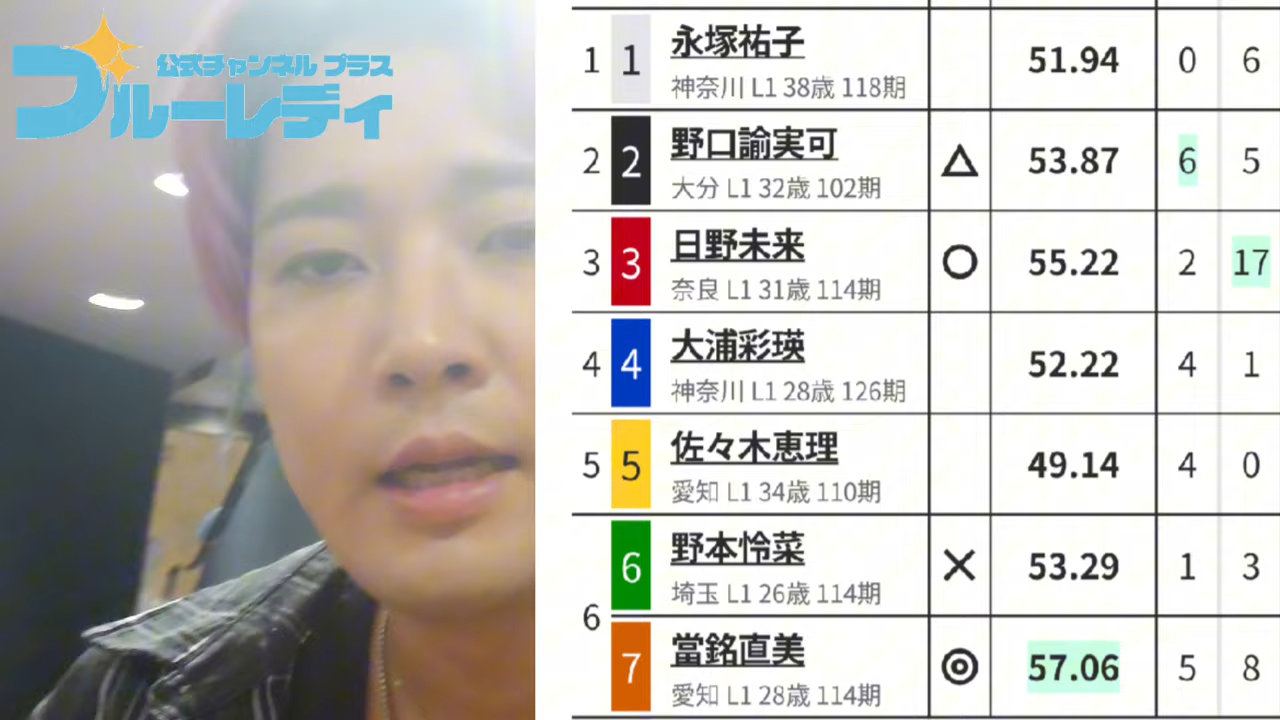 公式チャンネル プラス
ブルーレディ
1 1 永塚祐子 51.94 0 6
神奈川 L1 38歳 118期
2 2 野口諭実可 △ 53.87 6 5
大分 L1 32歳 102期
3 3 日野未来 ○ 55.22 2 17
奈良 L1 31歳 114期
4 4 大浦彩瑛 52.22 4 1
神奈川 L1 28歳 126期
5 5 佐々木恵理 49.14 4 0
愛知 L1 34歳 110期
6 6 野本怜菜 × 53.29 1 3
埼玉 L1 26歳 114期
7 當銘直美 ◎ 57.06 5 8
愛知 L1 28歳 114期